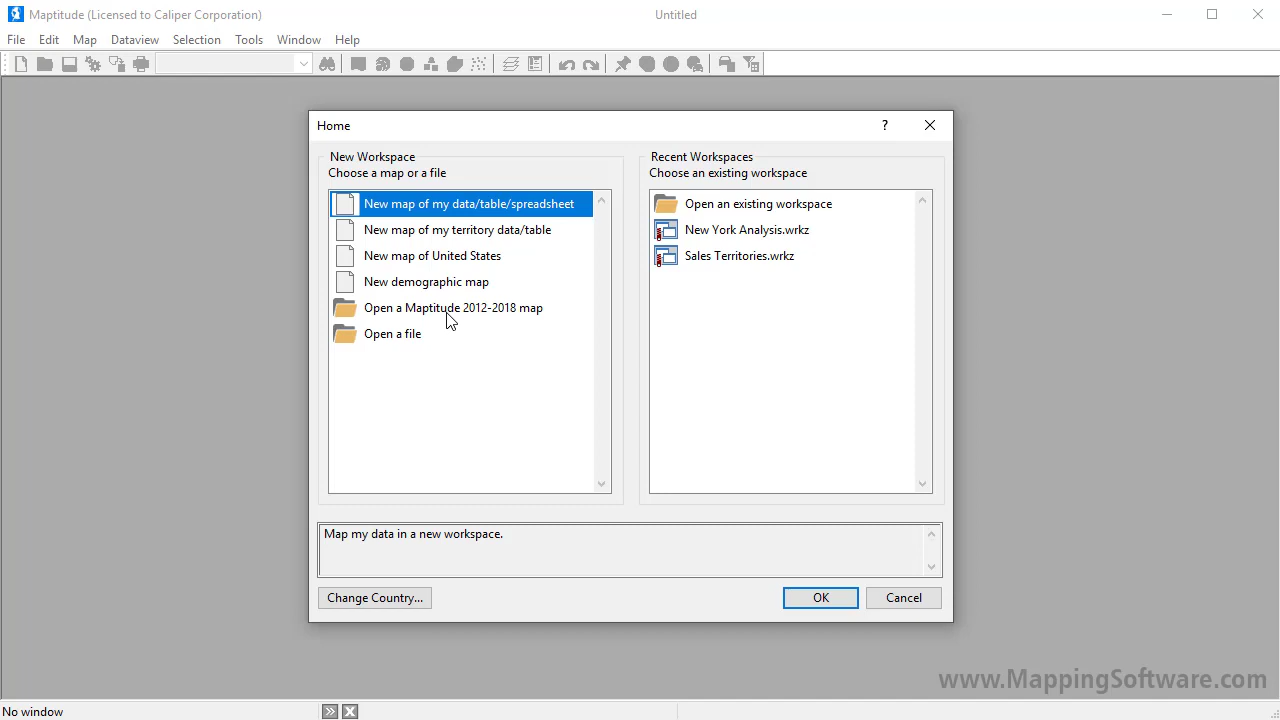 Maptitude (Licensed to Caliper Corporation)
Untitled
File Edit Map Dataview Selection Tools Window Help
Home
?
New Workspace
Choose a map or a file
New map of my data/table/spreadsheet
New map of my territory data/table
New map of United States
New demographic map
Open a Maptitude 2012-2018 map
Open a file
Recent Workspaces
Choose an existing workspace
Open an existing workspace
New York Analysis.wrkz
Sales Territories.wrkz
Map my data in a new workspace.
Change Country...
OK
Cancel
www.MappingSoftware.com
No window